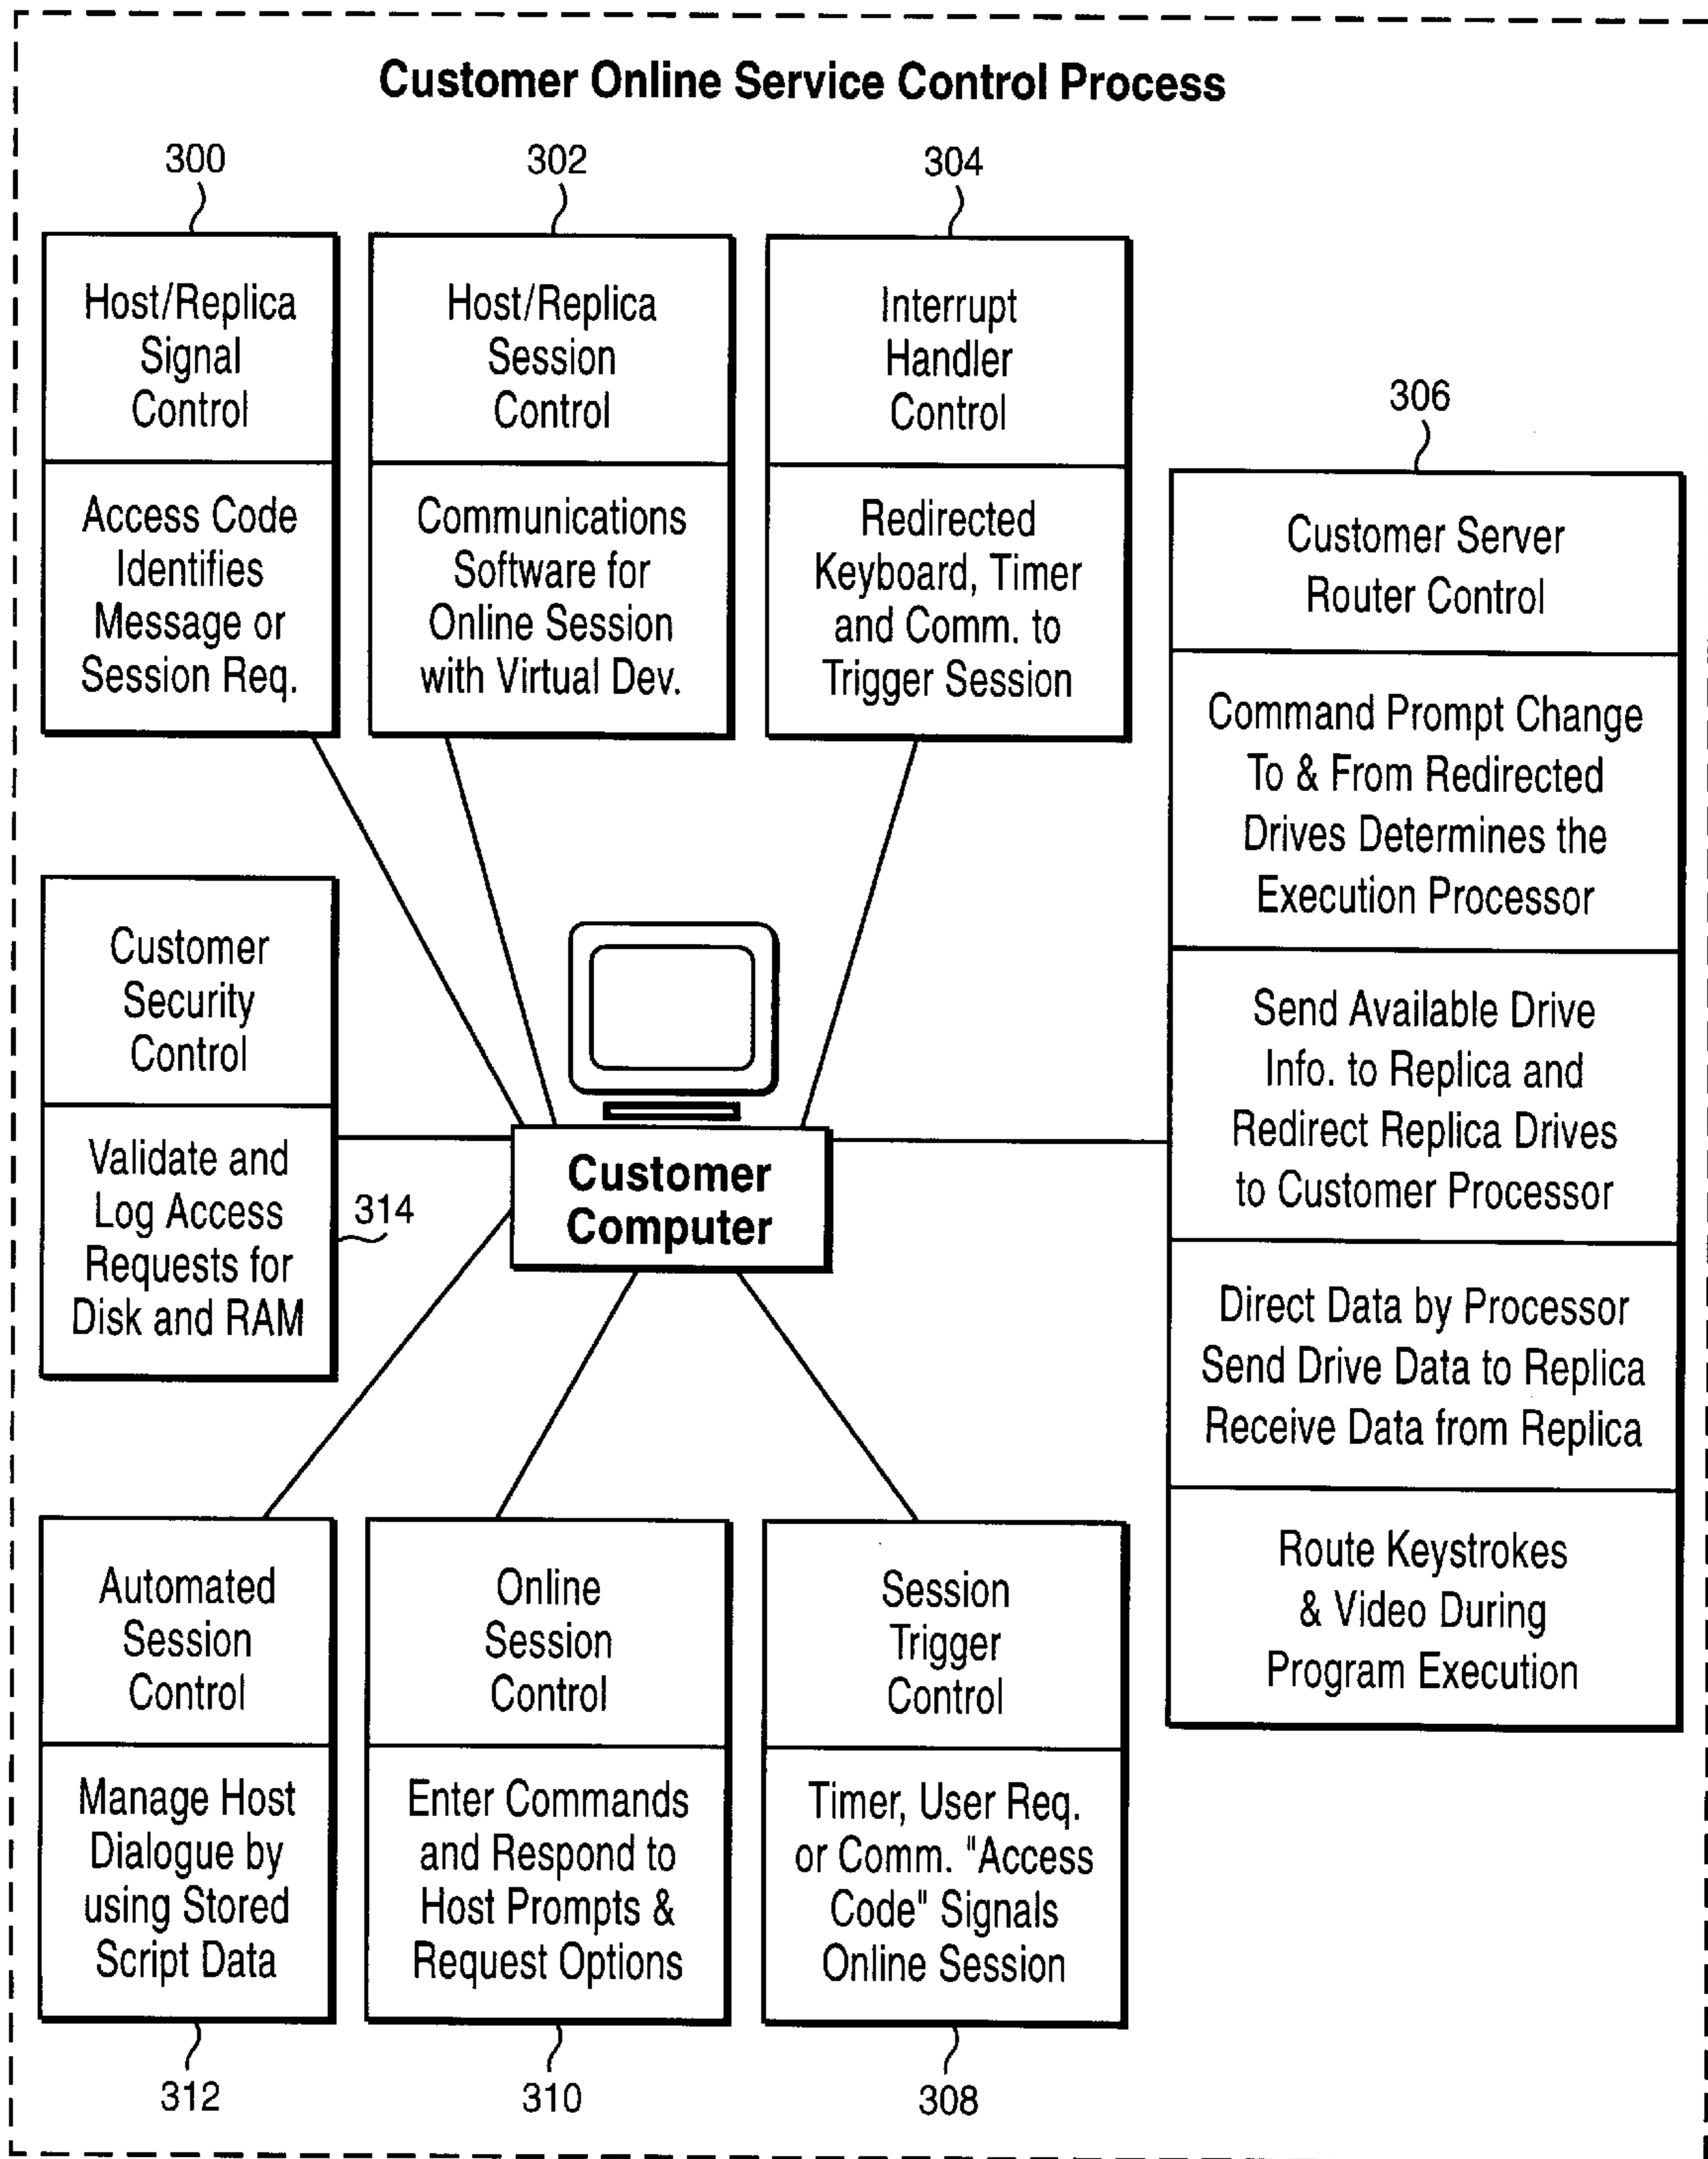 Customer Online Service Control Process
300
Host/Replica
Signal
Control
Access Code
Identifies
Message or
Session Req.
302
Host/Replica
Session
Control
Communications
Software for
Online Session
with Virtual Dev.
304
Interrupt
Handler
Control
Redirected
Keyboard, Timer
and Comm. to
Trigger Session
306
Customer Server
Router Control
Command Prompt Change
To & From Redirected
Drives Determines the
Execution Processor
Send Available Drive
Info. to Replica and
Redirect Replica Drives
to Customer Processor
Direct Data by Processor
Send Drive Data to Replica
Receive Data from Replica
Route Keystrokes
& Video During
Program Execution
Customer
Security
Control
Validate and
Log Access
Requests for
Disk and RAM
314
Customer
Computer
Automated
Session
Control
Manage Host
Dialogue by
using Stored
Script Data
312
Online
Session
Control
Enter Commands
and Respond to
Host Prompts &
Request Options
310
Session
Trigger
Control
Timer, User Req.
or Comm. "Access
Code" Signals
Online Session
308